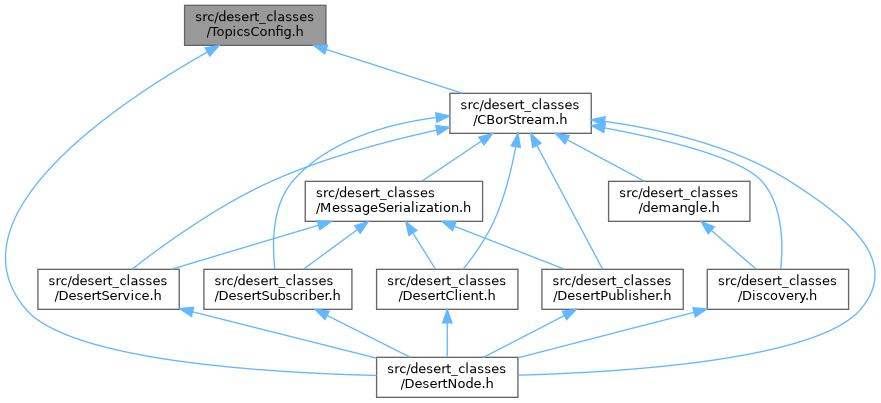 src/desert_classes
/TopicsConfig.h
src/desert_classes
/CBorStream.h
src/desert_classes
/MessageSerialization.h
src/desert_classes
/demangle.h
src/desert_classes
/DesertService.h
src/desert_classes
/DesertSubscriber.h
src/desert_classes
/DesertClient.h
src/desert_classes
/DesertPublisher.h
src/desert_classes
/Discovery.h
src/desert_classes
/DesertNode.h